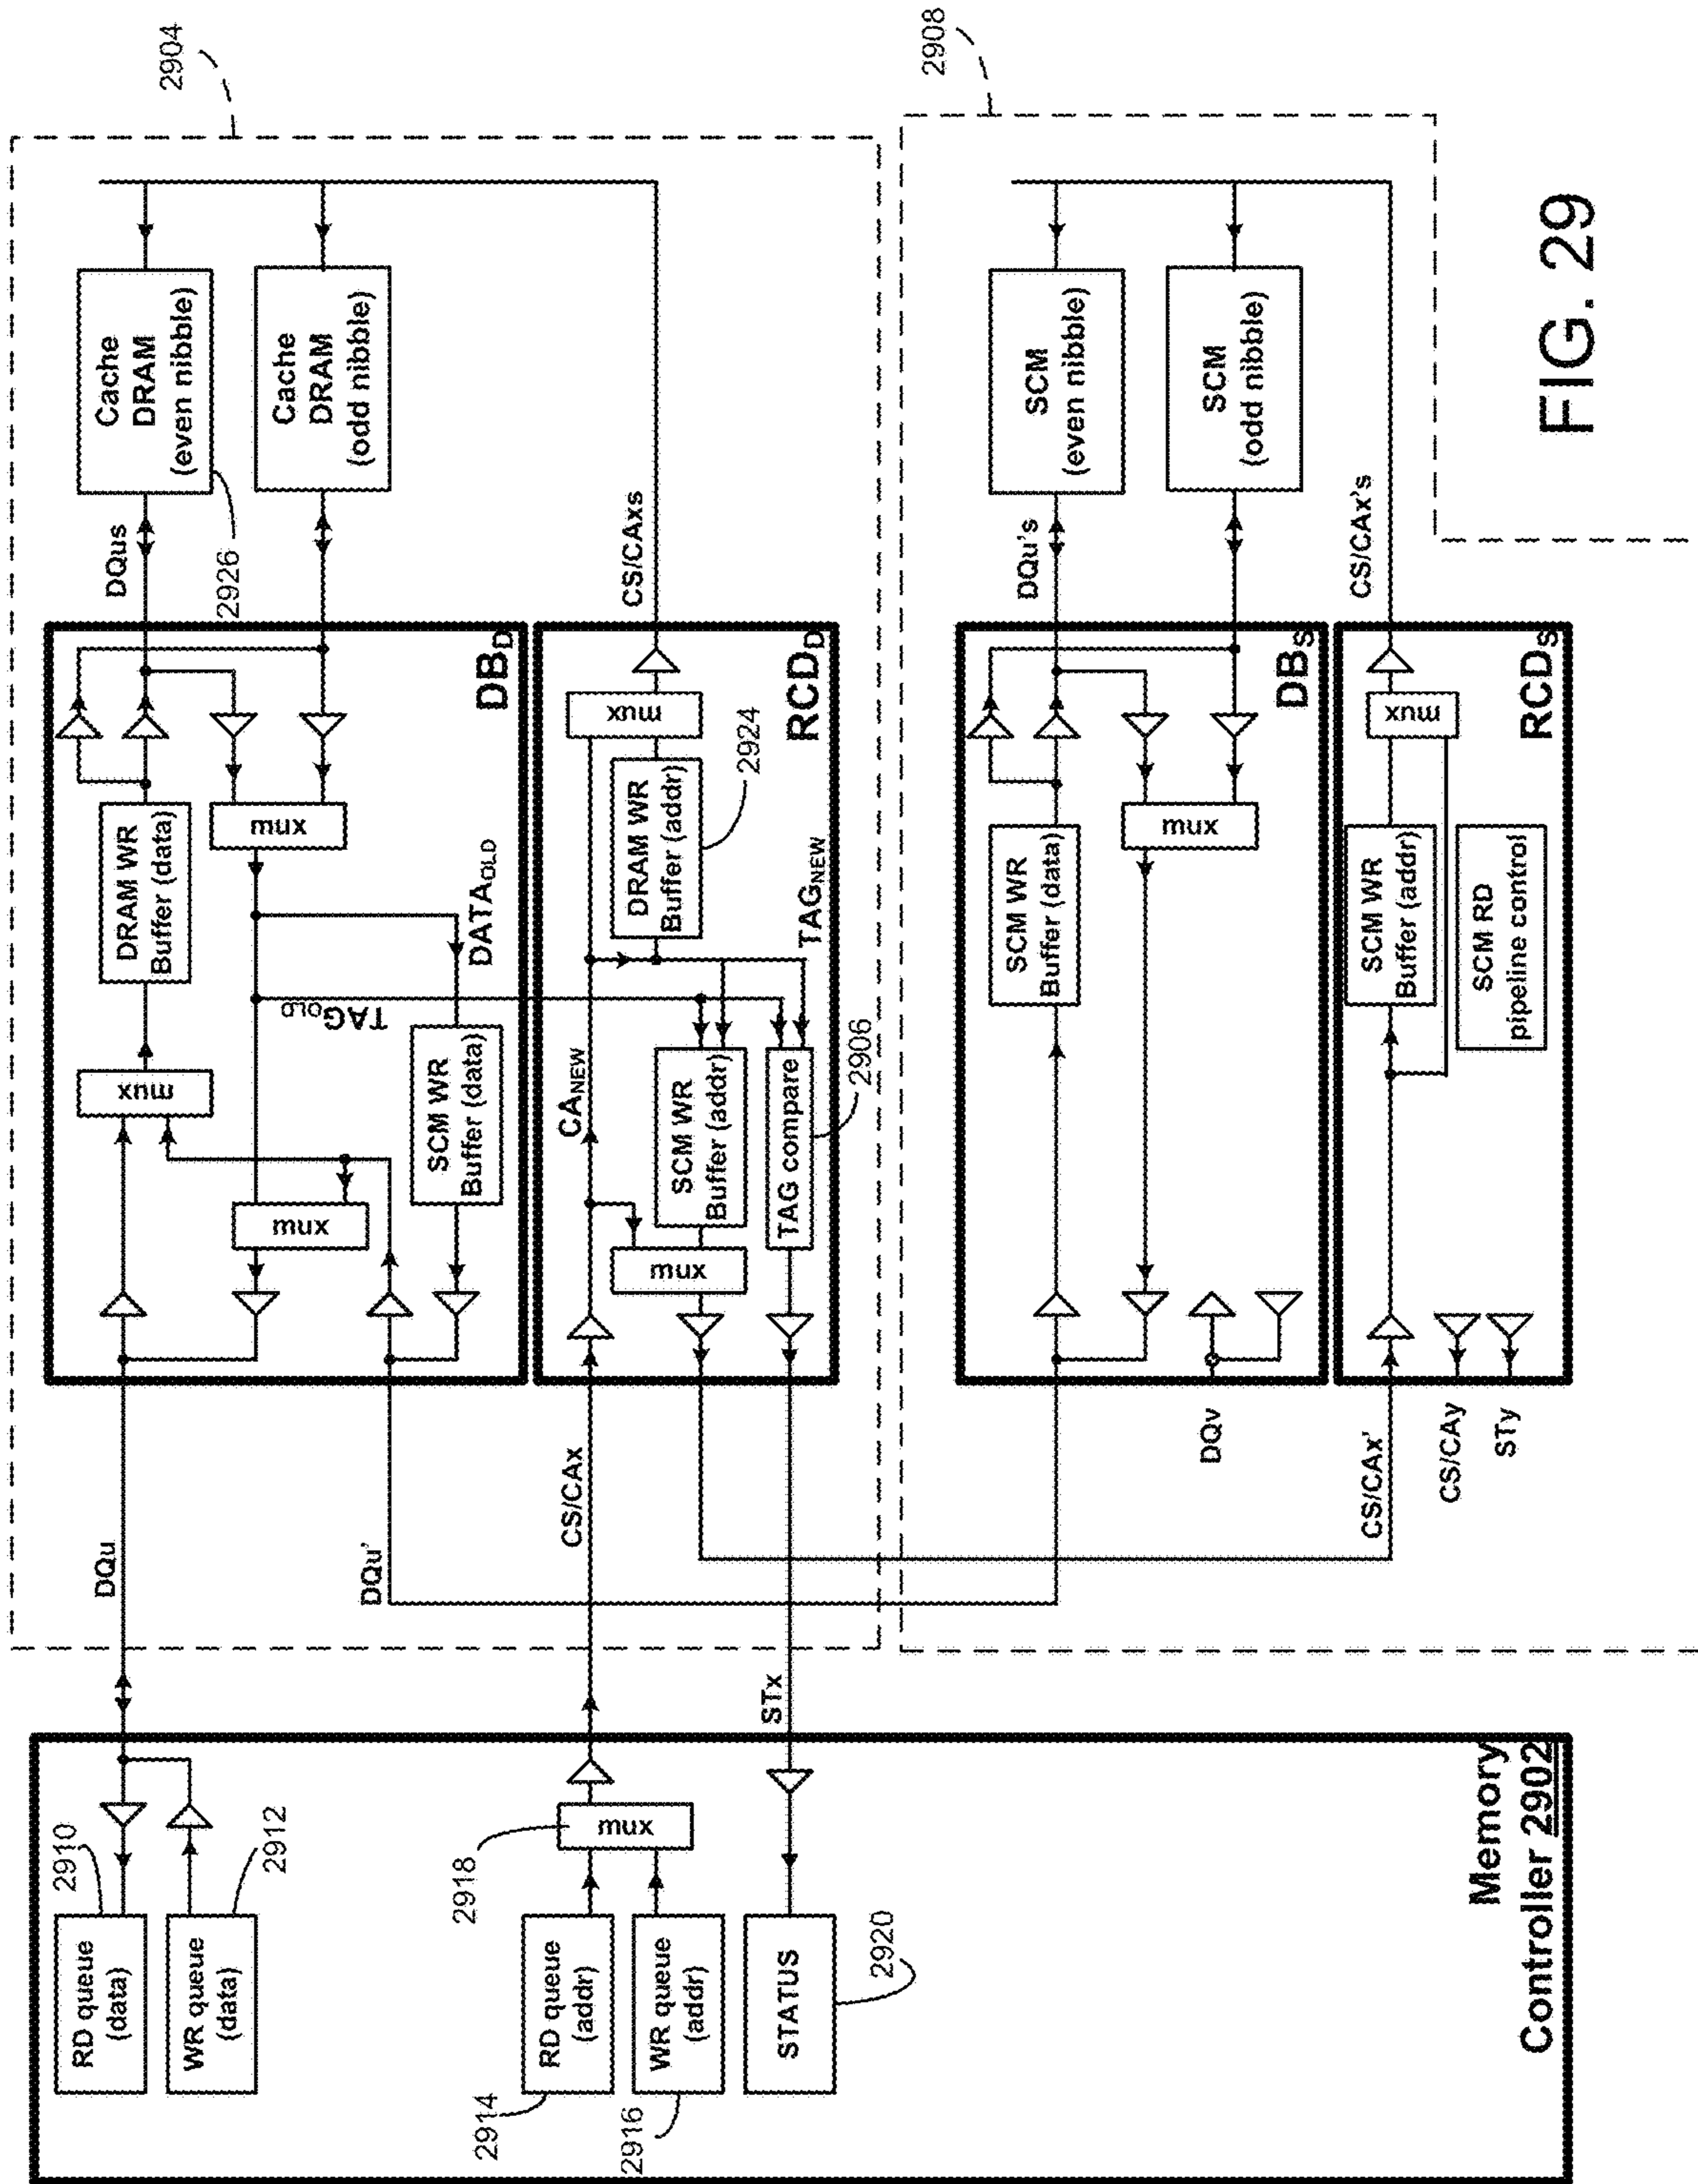 2904
2908
Cache
DRAM
(even nibble)
Cache
DRAM
(odd nibble)
SCM
(even nibble)
SCM
(odd nibble)
FIG. 29
DQus
2926
CS/CAxs
DQu's
CS/CAx's
DRAM WR
Buffer (data)
mux
mux
mux
TAGOLD
DATAOLD
SCM WR
Buffer (data)
DBD
CANEW
mux
DRAM WR
Buffer (addr)
2924
TAGNEW
SCM WR
Buffer (addr)
TAG compare
2906
mux
RCDD
SCM WR
Buffer (data)
mux
DBS
mux
SCM WR
Buffer (addr)
SCM RD
pipeline control
RCDS
DQu
DQu'
CS/CAx
STx
DQv
CS/CAx'
CS/CAy
STy
RD queue
(data)
2910
WR queue
(data)
2912
mux
2918
RD queue
(addr)
2914
WR queue
(addr)
2916
STATUS
2920
Memory
Controller 2902